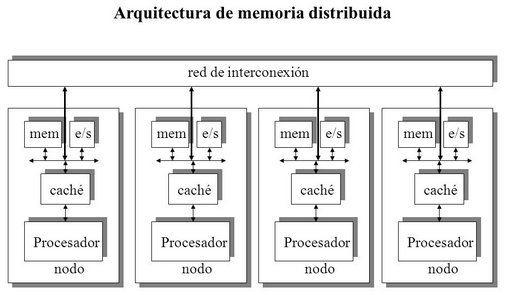 Arquitectura de memoria distribuida
red de interconexión
mem e/s mem e/s mem e/s mem e/s
caché caché caché caché
Procesador Procesador Procesador Procesador
nodo nodo nodo nodo